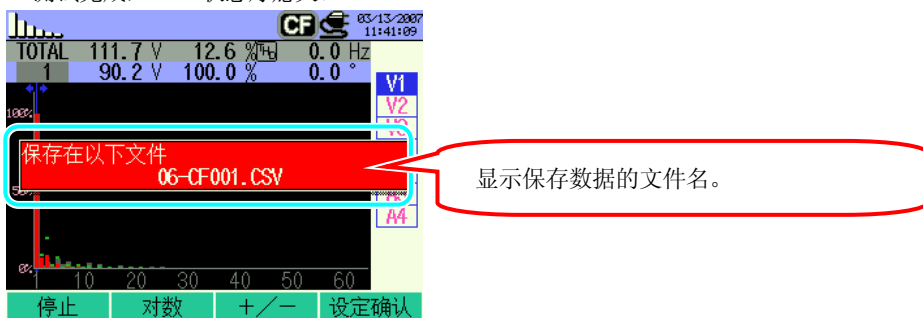 CF 03/13/2007
11:41:09
TOTAL 111.7 V 12.6 % 0.0 Hz
1 90.2 V 100.0 % 0.0 °
V1
V2
100%
保存在以下文件
06-CF001.CSV
显示保存数据的文件名。
A4
0%
1 10 20 30 40 50 60
停止 对数 +/- 设定确认